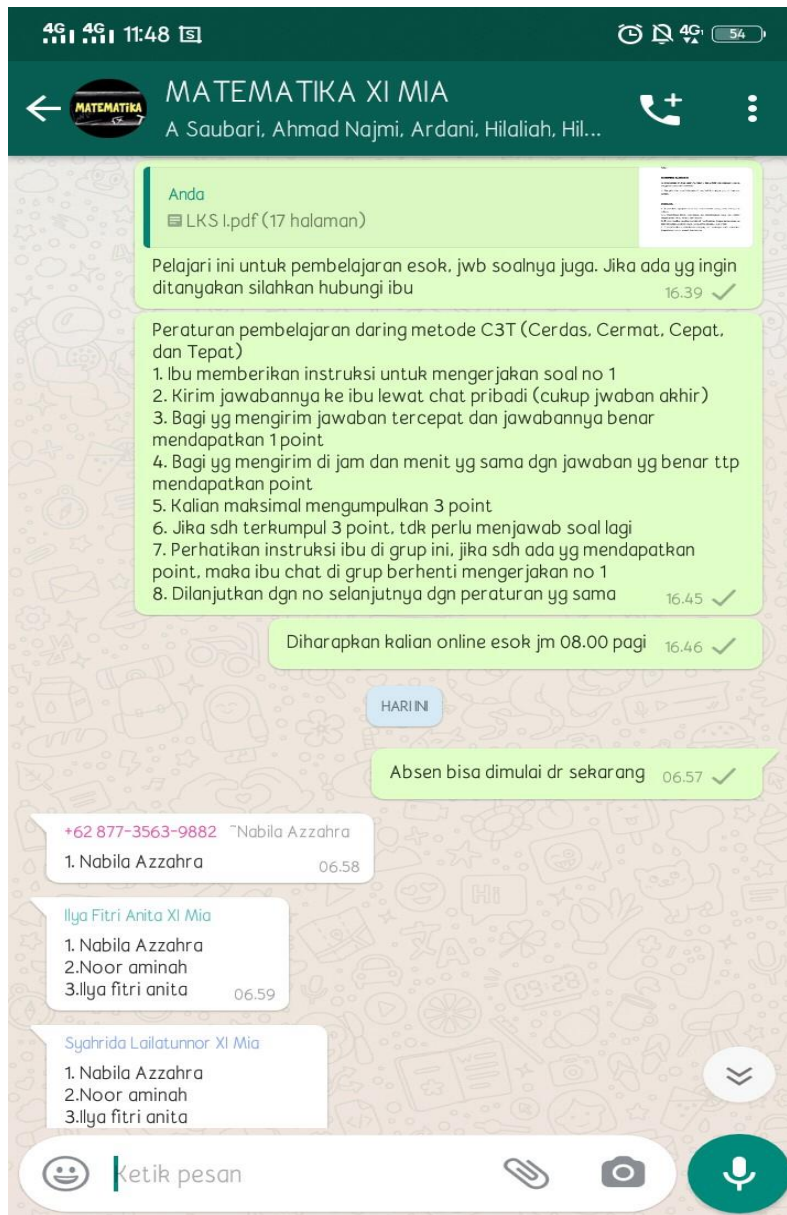 4G 4G 11:48 4G 54
MATEMATIKA
MATEMATIKA XI MIA
A Saubari, Ahmad Najmi, Ardani, Hilaliah, Hil...
Anda
LKS I.pdf (17 halaman)
Pelajari ini untuk pembelajaran esok, jwb soalnya juga. Jika ada yg ingin
ditanyakan silahkan hubungi ibu 16.39
Peraturan pembelajaran daring metode C3T (Cerdas, Cermat, Cepat,
dan Tepat)
1. Ibu memberikan instruksi untuk mengerjakan soal no 1
2. Kirim jawabannya ke ibu lewat chat pribadi (cukup jwaban akhir)
3. Bagi yg mengirim jawaban tercepat dan jawabannya benar
mendapatkan 1 point
4. Bagi yg mengirim di jam dan menit yg sama dgn jawaban yg benar ttp
mendapatkan point
5. Kalian maksimal mengumpulkan 3 point
6. Jika sdh terkumpul 3 point, tdk perlu menjawab soal lagi
7. Perhatikan instruksi ibu di grup ini, jika sdh ada yg mendapatkan
point, maka ibu chat di grup berhenti mengerjakan no 1
8. Dilanjutkan dgn no selanjutnya dgn peraturan yg sama 16.45
Diharapkan kalian online esok jm 08.00 pagi 16.46
HARI INI
Absen bisa dimulai dr sekarang 06.57
+62 877-3563-9882 ~Nabila Azzahra
1. Nabila Azzahra 06.58
Ilya Fitri Anita XI Mia
1. Nabila Azzahra
2.Noor aminah
3.Ilya fitri anita 06.59
Syahrida Lailatunnor XI Mia
1. Nabila Azzahra
2.Noor aminah
3.Ilya fitri anita
Ketik pesan